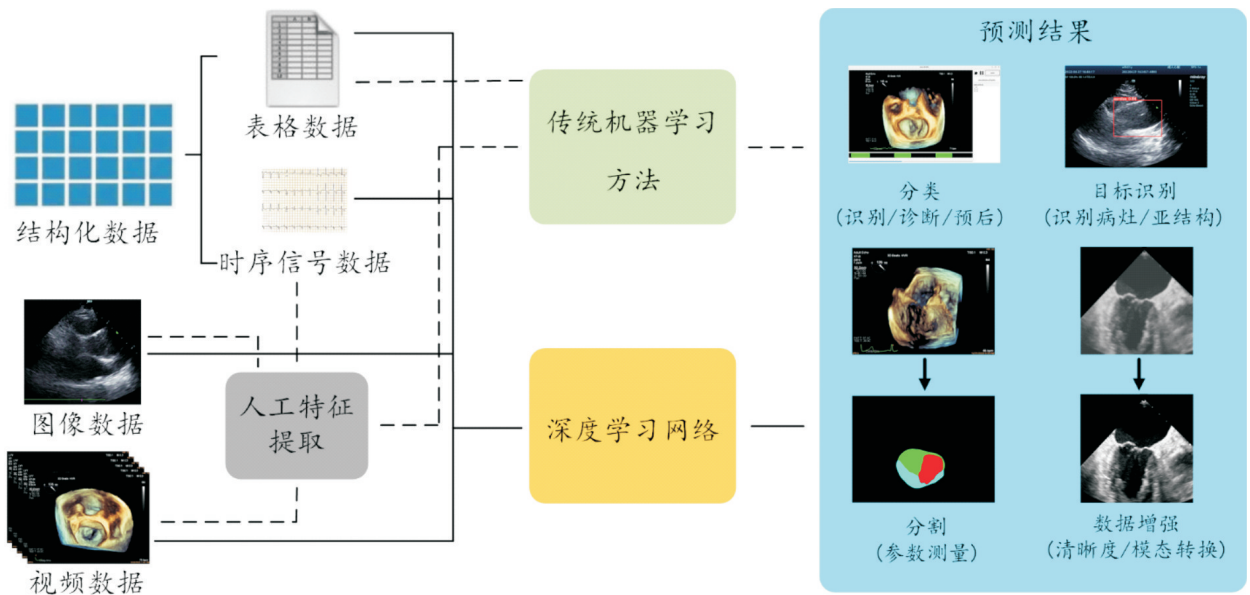 预测结果
表格数据
结构化数据
时序信号数据
图像数据
视频数据
人工特征
提取
传统机器学习
方法
深度学习网络
分类
(识别/诊断/预后)
目标识别
(识别病灶/亚结构)
分割
(参数测量)
数据增强
(清晰度/模态转换)